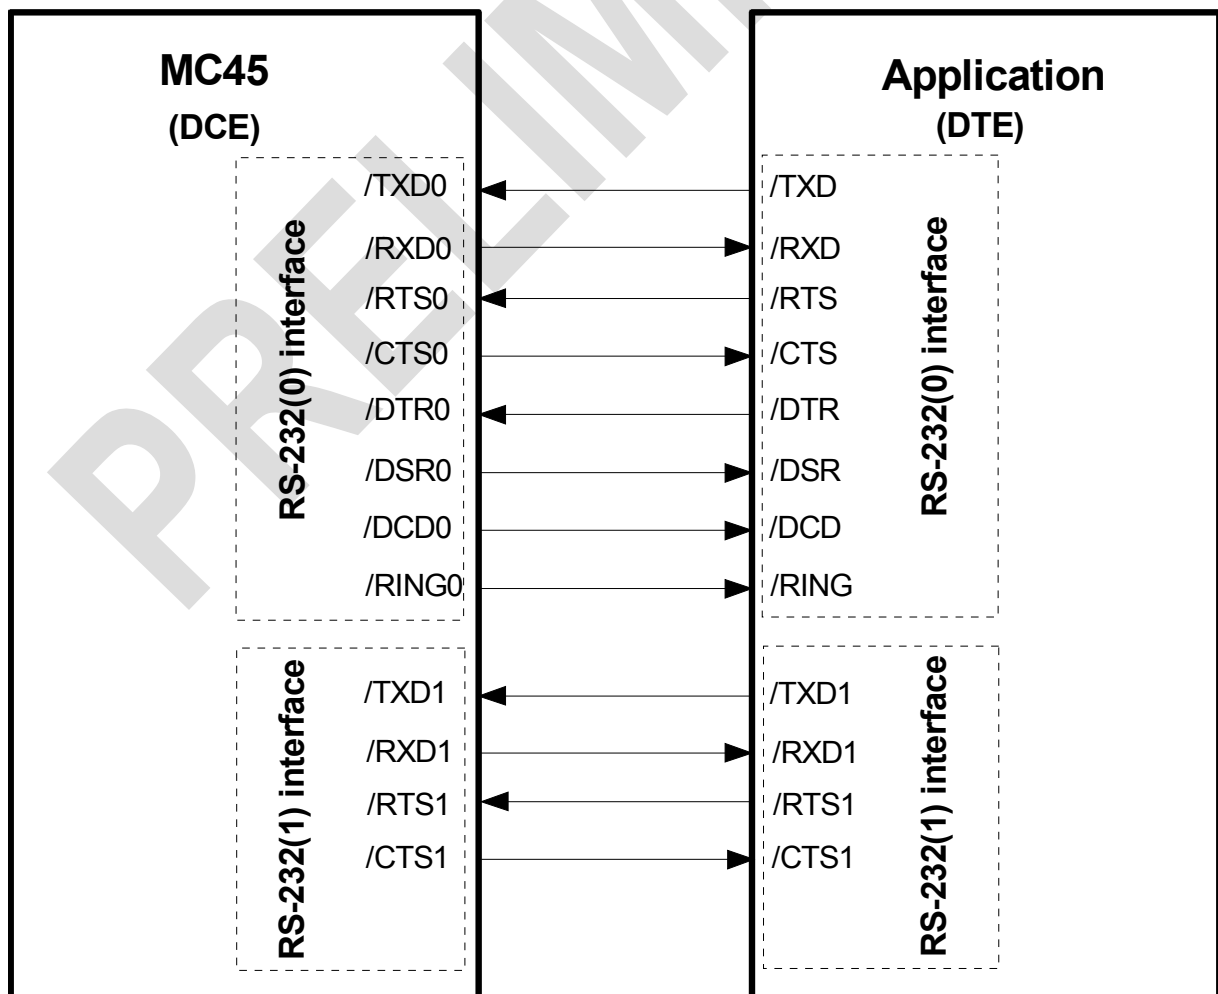 PRELIM
MC45
(DCE)
RS-232(0) interface
/TXD0
/RXD0
/RTS0
/CTS0
/DTR0
/DSR0
/DCD0
/RING0
RS-232(1) interface
/TXD1
/RXD1
/RTS1
/CTS1
Application
(DTE)
/TXD
/RXD
/RTS
/CTS
/DTR
/DSR
/DCD
/RING
RS-232(0) interface
/TXD1
/RXD1
/RTS1
/CTS1
RS-232(1) interface